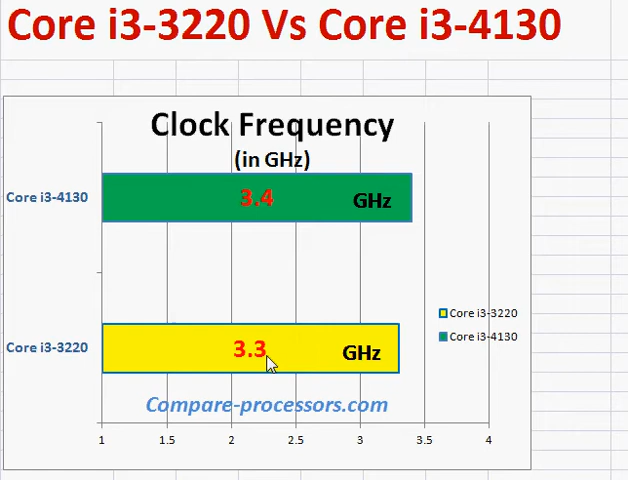 Core i3-3220 Vs Core i3-4130
Clock Frequency
(in GHz)
Core i3-4130
3.4
GHz
Core i3-3220
Core i3-4130
Core i3-3220
3.3
GHz
Compare-processors.com
1 1.5 2 2.5 3 3.5 4